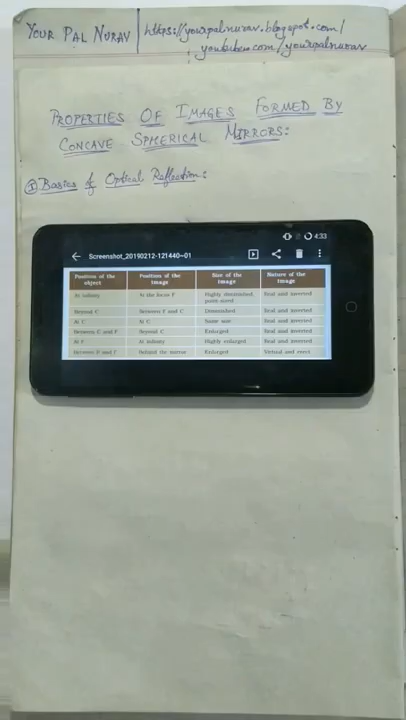 YOUR PAL NURAV
https://yourpalnurav.blogspot.com/
youtube.com/yourpalnurav
PROPERTIES OF IMAGES FORMED BY
CONCAVE SPHERICAL MIRRORS:
① Basics of Optical Reflection:
4:33
Screenshot_20190212-121440~01
Position of the object | Position of the image | Size of the image | Nature of the image
At infinity | At the focus F | Highly diminished, point-sized | Real and inverted
Beyond C | Between F and C | Diminished | Real and inverted
At C | At C | Same size | Real and inverted
Between C and F | Beyond C | Enlarged | Real and inverted
At F | At infinity | Highly enlarged | Real and inverted
Between P and F | Behind the mirror | Enlarged | Virtual and erect